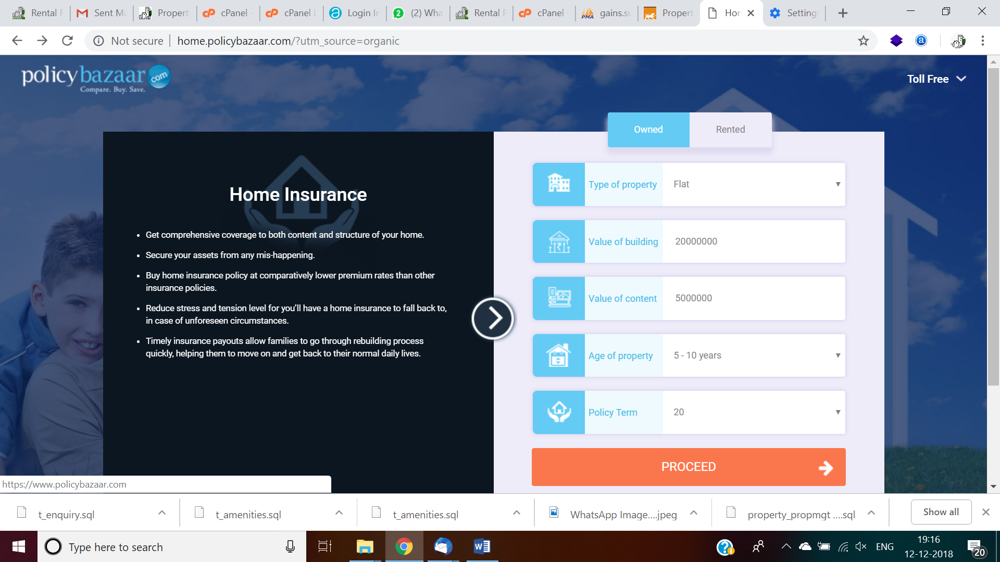 Rental P
Sent Ma
Propert
cPanel
cPanel L
Login In
(2) Wha
Rental P
cPanel
gains.su
Propert
Hom
Setting
Not secure
home.policybazaar.com/?utm_source=organic
policybazaar com
Compare. Buy. Save.
Toll Free
Owned
Rented
Home Insurance
• Get comprehensive coverage to both content and structure of your home.
• Secure your assets from any mis-happening.
• Buy home insurance policy at comparatively lower premium rates than other
insurance policies.
• Reduce stress and tension level for you'll have a home insurance to fall back to,
in case of unforeseen circumstances.
• Timely insurance payouts allow families to go through rebuilding process
quickly, helping them to move on and get back to their normal daily lives.
Type of property Flat
Value of building 20000000
Value of content 5000000
Age of property 5 - 10 years
Policy Term 20
PROCEED
https://www.policybazaar.com
t_enquiry.sql
t_amenities.sql
t_amenities.sql
WhatsApp Image....jpeg
property_propmgt ....sql
Show all
Type here to search
ENG
19:16
12-12-2018
20